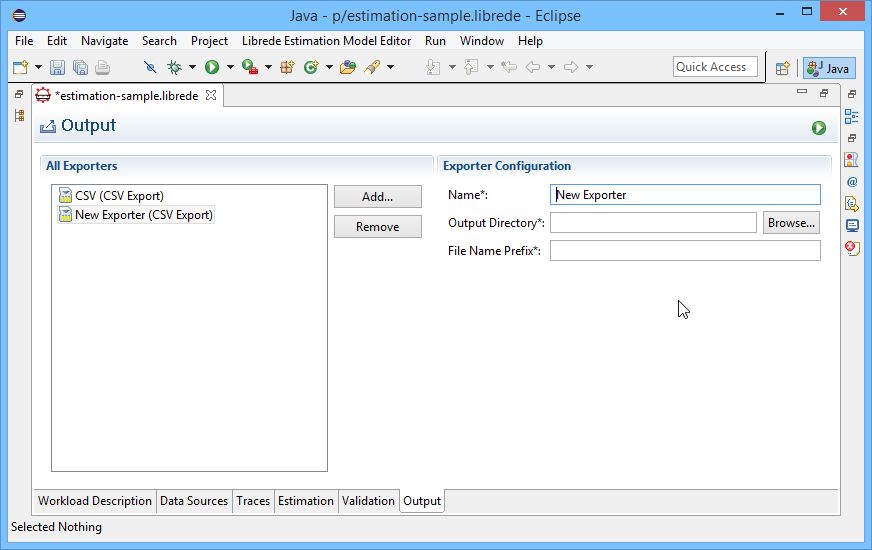 Java - p/estimation-sample.librede - Eclipse
File Edit Navigate Search Project Librede Estimation Model Editor Run Window Help
Quick Access
Java
*estimation-sample.librede
Output
All Exporters
Exporter Configuration
CSV (CSV Export)
New Exporter (CSV Export)
Add...
Remove
Name*: New Exporter
Output Directory*: Browse...
File Name Prefix*:
Workload Description Data Sources Traces Estimation Validation Output
Selected Nothing